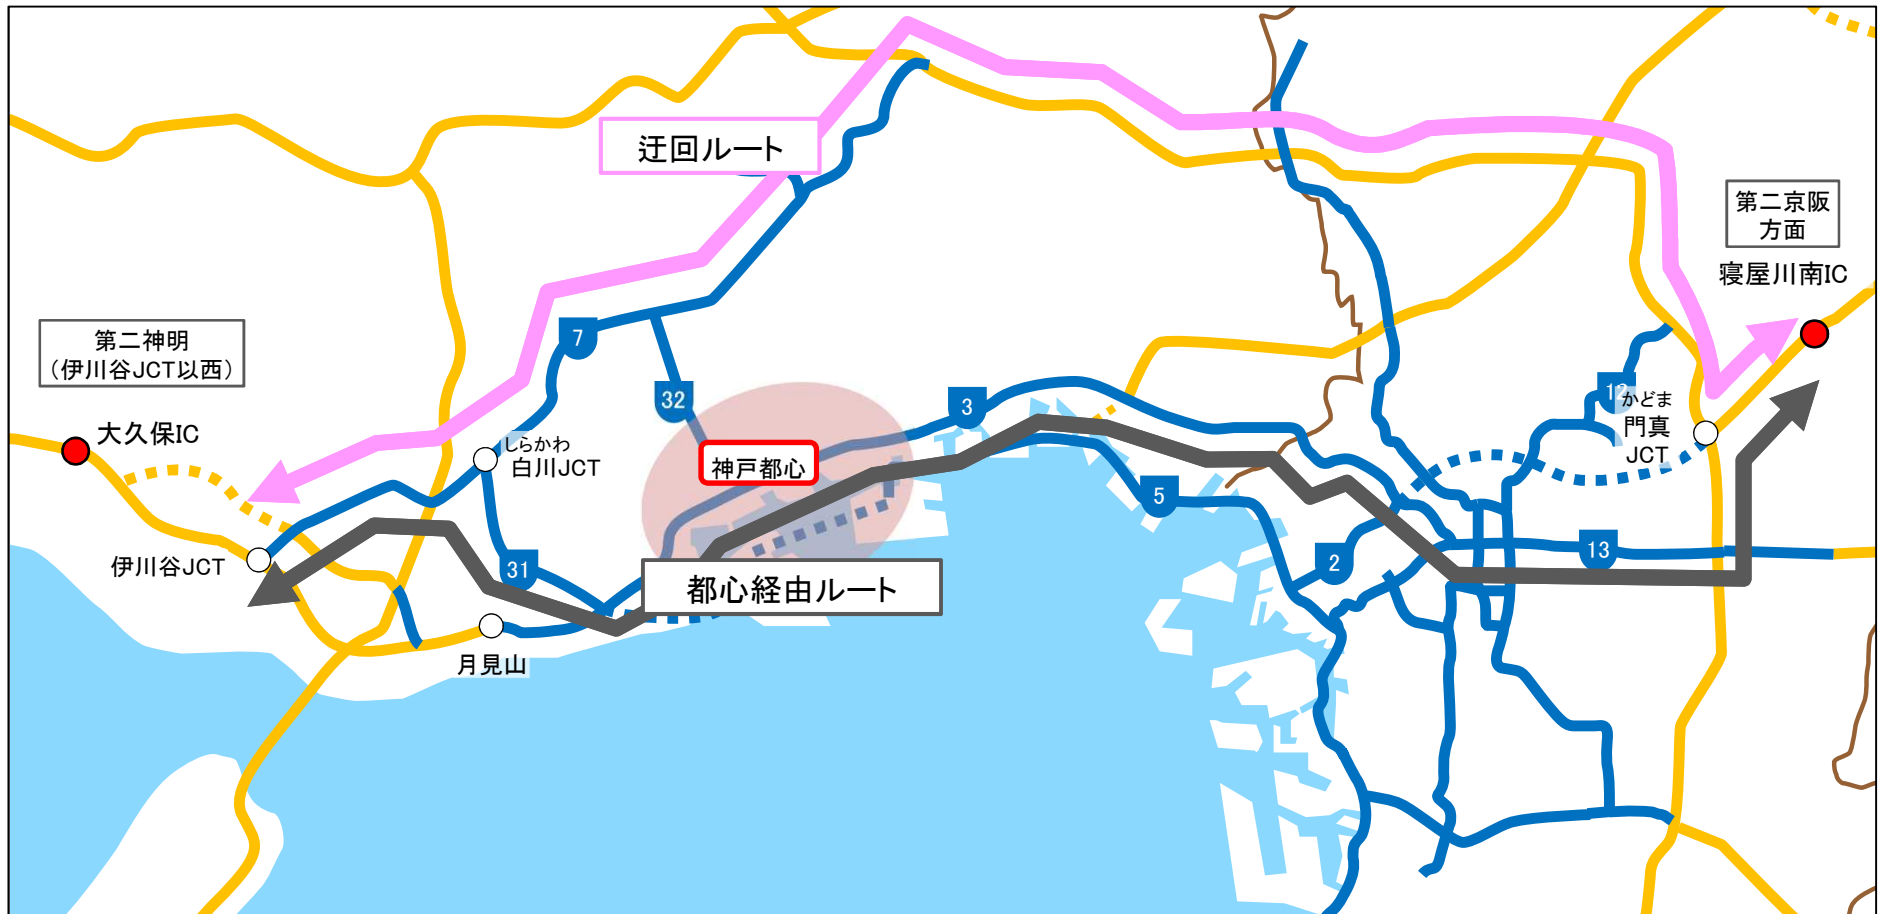 迂回ルート
第二京阪
方面
寝屋川南IC
第二神明
（伊川谷JCT以西）
7
32
3
12
かどま
門真
JCT
大久保IC
しらかわ
白川JCT
神戸都心
5
伊川谷JCT
31
都心経由ルート
2
13
月見山